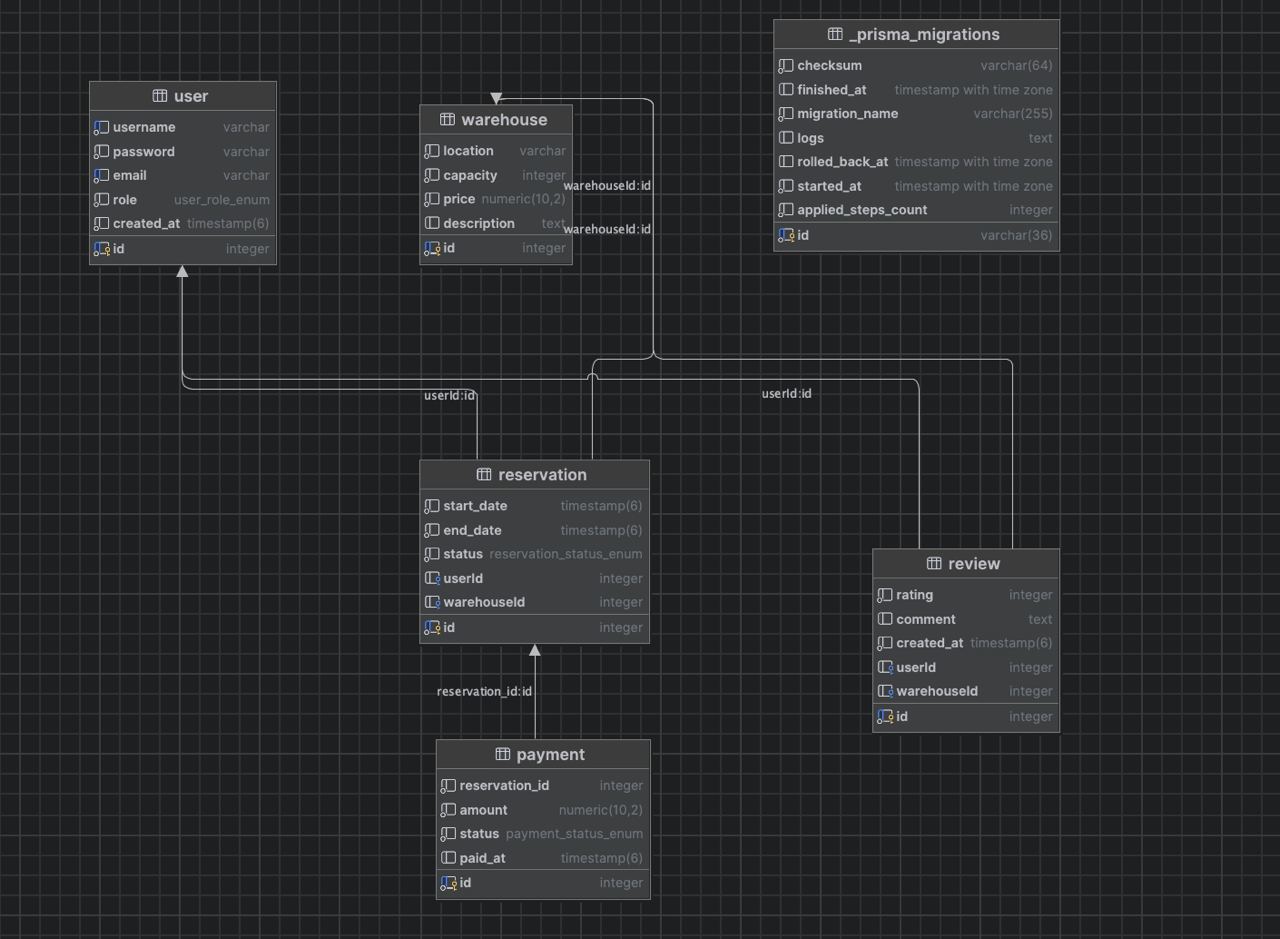 user
username varchar
password varchar
email varchar
role user_role_enum
created_at timestamp(6)
id integer
warehouse
location varchar
capacity integer
price numeric(10,2)
description text
id integer
warehouseId:id
warehouseId:id
_prisma_migrations
checksum varchar(64)
finished_at timestamp with time zone
migration_name varchar(255)
logs text
rolled_back_at timestamp with time zone
started_at timestamp with time zone
applied_steps_count integer
id varchar(36)
userId:id
userId:id
reservation
start_date timestamp(6)
end_date timestamp(6)
status reservation_status_enum
userId integer
warehouseId integer
id integer
review
rating integer
comment text
created_at timestamp(6)
userId integer
warehouseId integer
id integer
reservation_id:id
payment
reservation_id integer
amount numeric(10,2)
status payment_status_enum
paid_at timestamp(6)
id integer